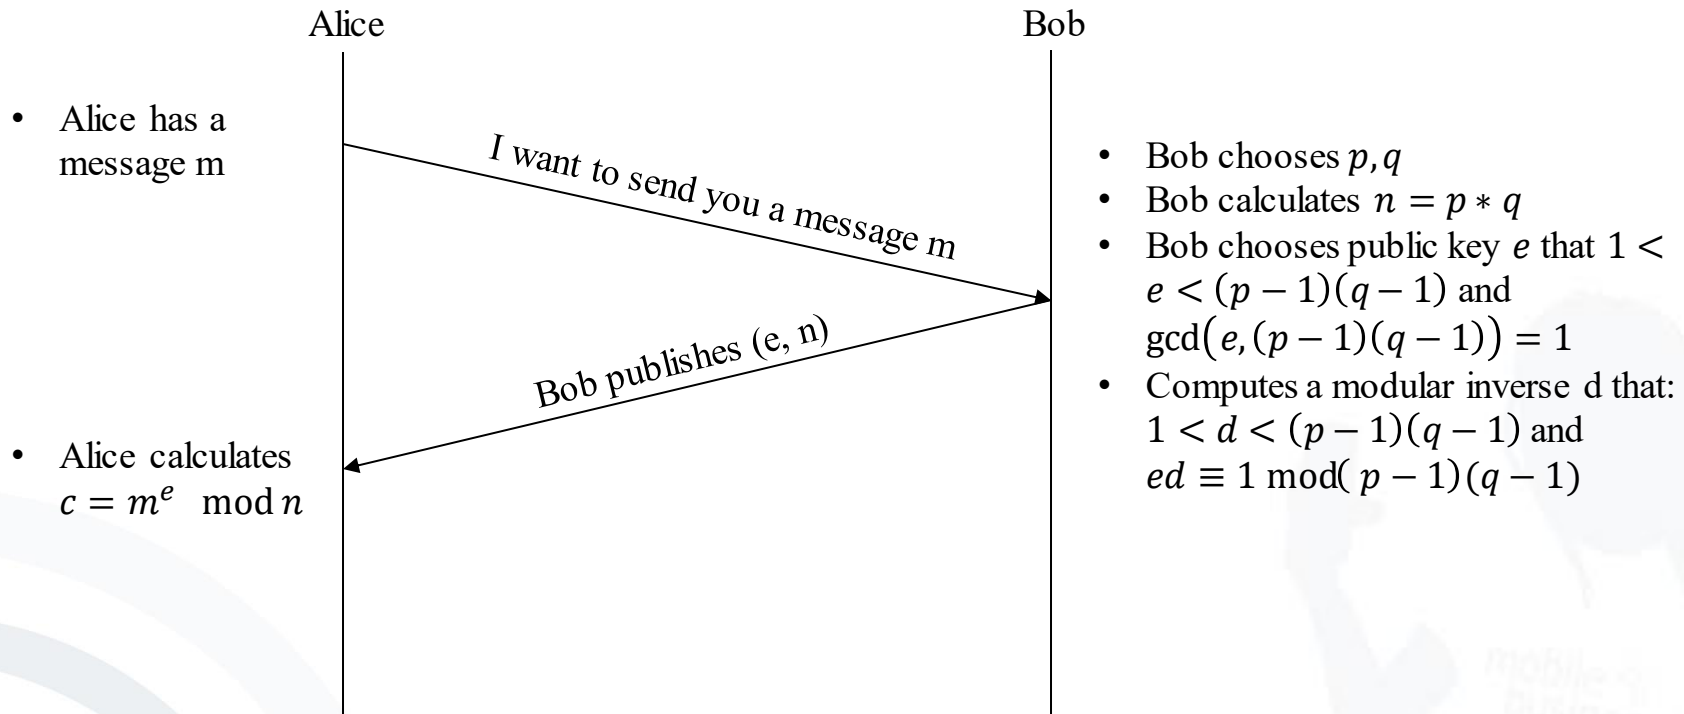 Alice
Bob
• Alice has a
message m
I want to send you a message m
• Bob chooses 𝑝, 𝑞
• Bob calculates 𝑛 = 𝑝 ∗ 𝑞
• Bob chooses public key 𝑒 that 1 <
𝑒 < (𝑝 − 1)(𝑞 − 1) and
gcd(𝑒, (𝑝 − 1)(𝑞 − 1)) = 1
• Computes a modular inverse d that:
1 < 𝑑 < (𝑝 − 1)(𝑞 − 1) and
𝑒𝑑 ≡ 1 mod( 𝑝 − 1)(𝑞 − 1)
Bob publishes (e, n)
• Alice calculates
𝑐 = 𝑚^𝑒 mod 𝑛